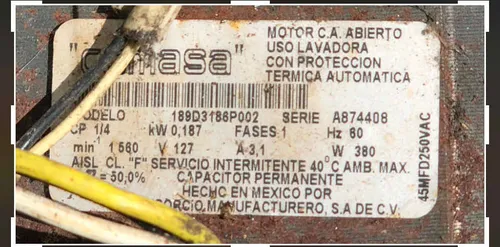 MOTOR C.A. ABIERTO
USO LAVADORA
CON PROTECCION
TERMICA AUTOMATICA
MODELO 189D3186P002 SERIE A874408
CP 1/4 kW 0,187 FASES 1 Hz 60
min⁻¹ 1 560 V 127 A 3,1 W 380
AISL CL. "F" SERVICIO INTERMITENTE 40°C AMB. MAX.
= 50,0% CAPACITOR PERMANENTE
HECHO EN MEXICO POR
MANUFACTURERO, S.A DE C.V.
45MFD250VAC